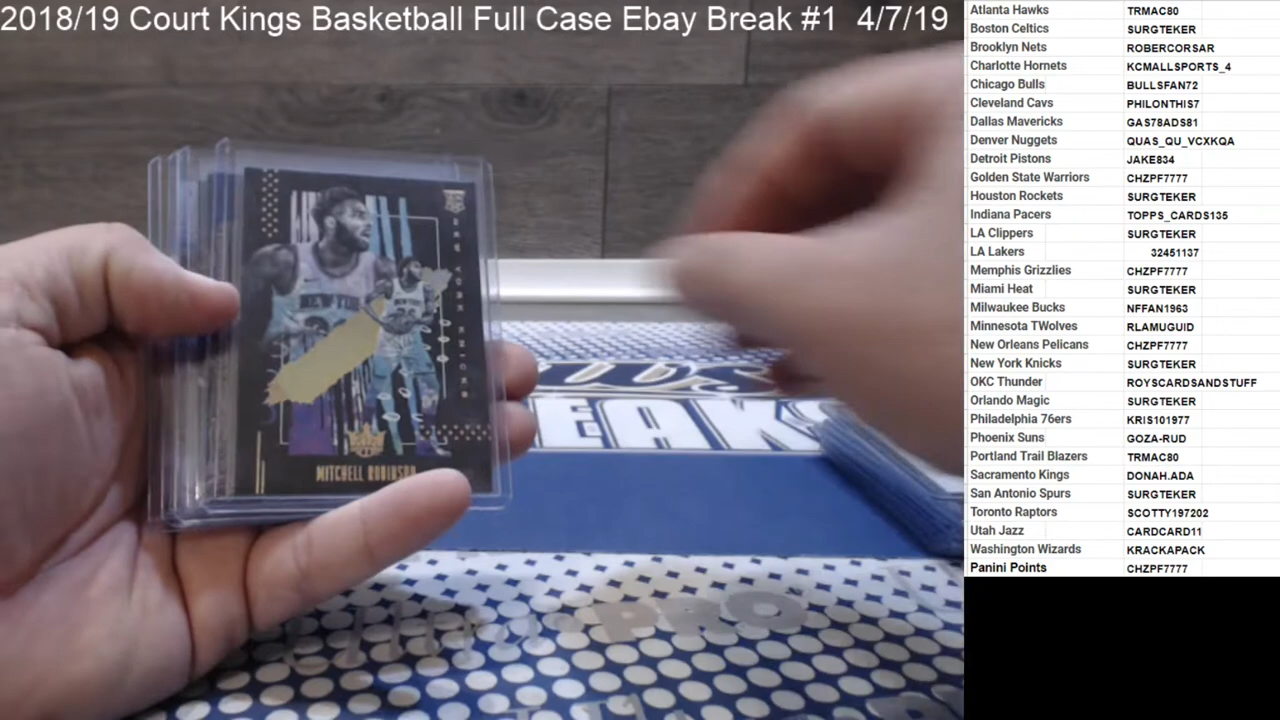 2018/19 Court Kings Basketball Full Case Ebay Break #1 4/7/19
Atlanta Hawks TRMAC80
Boston Celtics SURGTEKER
Brooklyn Nets ROBERCORSAR
Charlotte Hornets KCMALLSPORTS_4
Chicago Bulls BULLSFAN72
Cleveland Cavs PHILONTHIS7
Dallas Mavericks GAS78ADS81
Denver Nuggets QUAS_QU_VCXKQA
Detroit Pistons JAKE834
Golden State Warriors CHZPF7777
Houston Rockets SURGTEKER
Indiana Pacers TOPPS_CARDS135
LA Clippers SURGTEKER
LA Lakers 32451137
Memphis Grizzlies CHZPF7777
Miami Heat SURGTEKER
Milwaukee Bucks NFFAN1963
Minnesota TWolves RLAMUGUID
New Orleans Pelicans CHZPF7777
New York Knicks SURGTEKER
OKC Thunder ROYSCARDSANDSTUFF
Orlando Magic SURGTEKER
Philadelphia 76ers KRIS101977
Phoenix Suns GOZA-RUD
Portland Trail Blazers TRMAC80
Sacramento Kings DONAH.ADA
San Antonio Spurs SURGTEKER
Toronto Raptors SCOTTY197202
Utah Jazz CARDCARD11
Washington Wizards KRACKAPACK
Panini Points CHZPF7777
RC
NEW YORK KNICKS
MITCHELL ROBINSON
EAKS
PRO